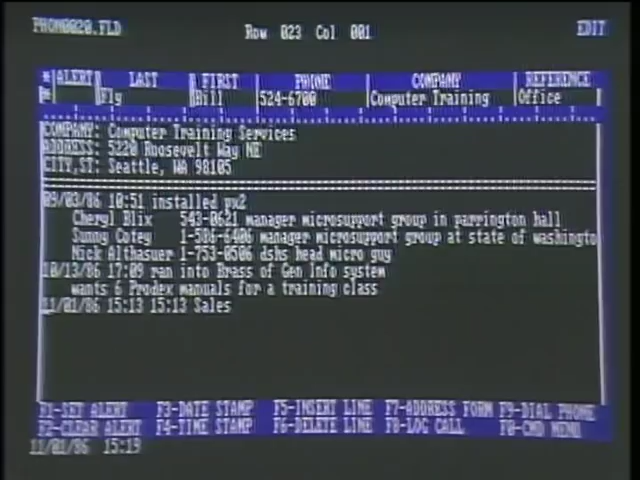 PHON0020.FLD Row 023 Col 001 EDIT
*|ALERT| LAST | FIRST | PHONE | COMPANY | REFERENCE
*| |Fly |Bill |524-6700 |Computer Training |Office
COMPANY: Computer Training Services
ADDRESS: 5220 Roosevelt Way NE
CITY,ST: Seattle, WA 98105
09/03/86 10:51 installed pv2
Cheryl Blix 543-0621 manager microsupport group in parrington hall
Sunny Cotey 1-586-6406 manager microsupport group at state of washingto
Nick Althauser 1-753-0506 dshs head micro guy
10/13/86 17:09 ran into Brass of Gen Info system
wants 6 Prodex manuals for a training class
11/01/86 15:13 15:13 Sales
F1-SET ALERT F3-DATE STAMP F5-INSERT LINE F7-ADDRESS FORM F9-DIAL PHONE
F2-CLEAR ALERT F4-TIME STAMP F6-DELETE LINE F8-LOG CALL F0-CMD MENU
11/01/86 15:19